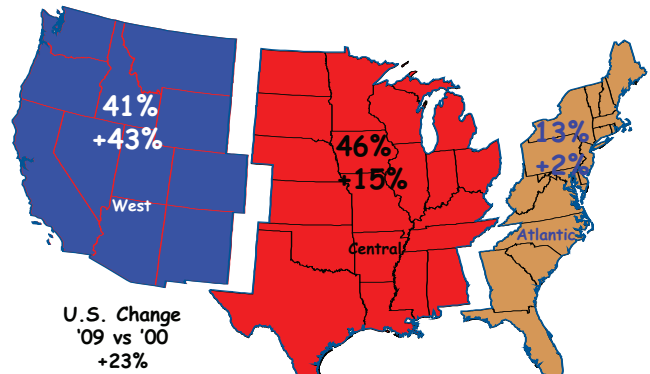 41%
+43%
West
46%
+15%
Central
13%
+2%
Atlantic
U.S. Change
'09 vs '00
+23%